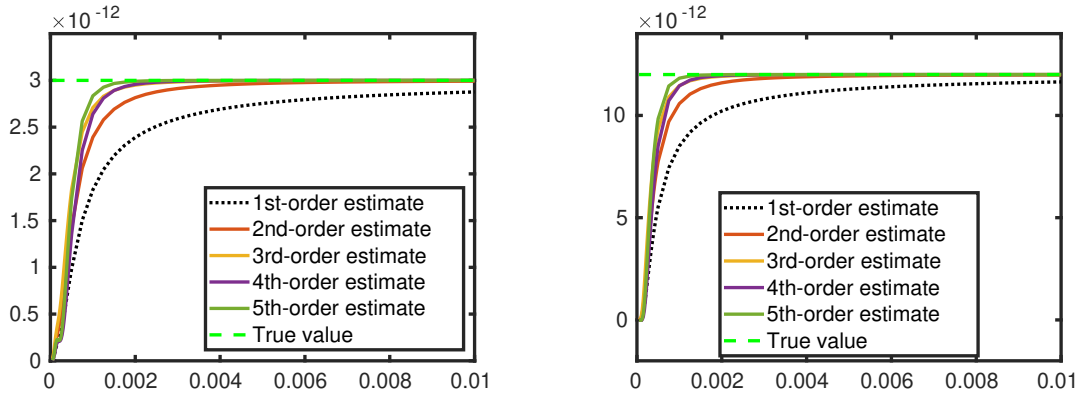 ×10-12
3
2.5
2
1.5
1
0.5
0
0
0.002
0.004
0.006
0.008
0.01
1st-order estimate
2nd-order estimate
3rd-order estimate
4th-order estimate
5th-order estimate
True value
×10-12
10
5
0
0
0.002
0.004
0.006
0.008
0.01
1st-order estimate
2nd-order estimate
3rd-order estimate
4th-order estimate
5th-order estimate
True value